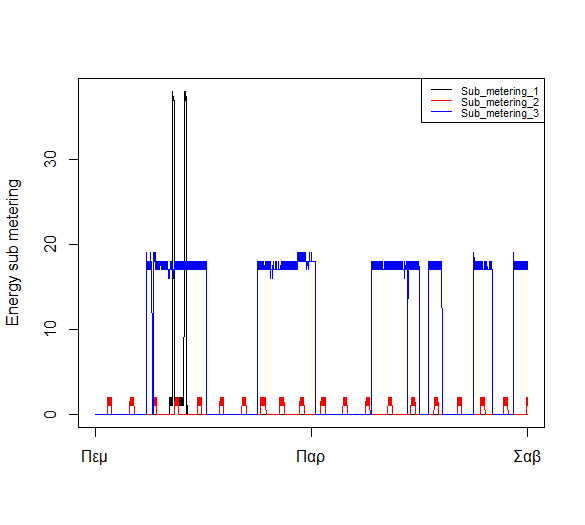 Sub_metering_1
Sub_metering_2
Sub_metering_3
Energy sub metering
30
20
10
0
Πεμ Παρ Σαβ